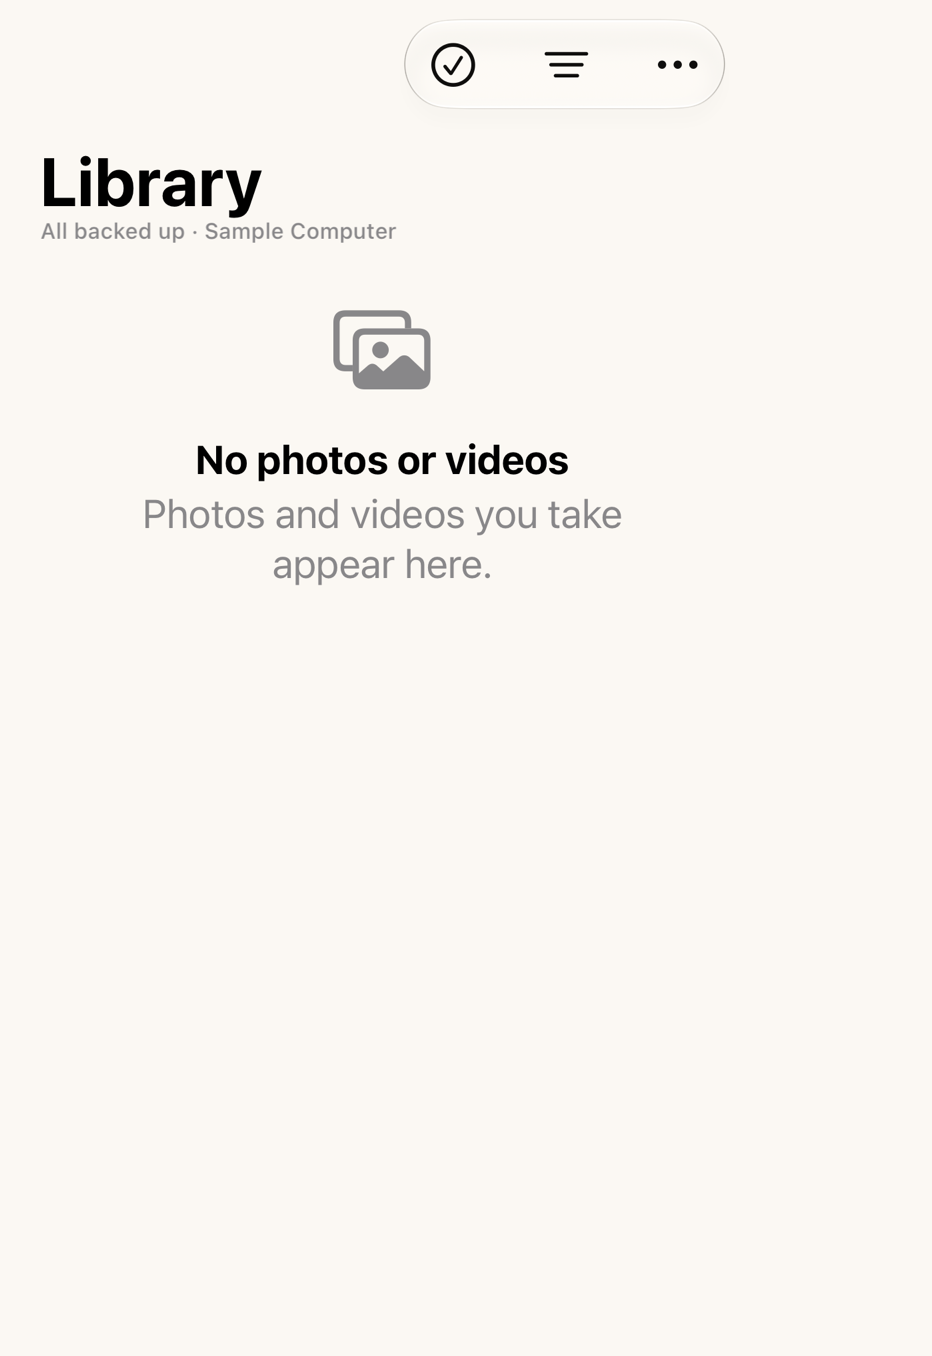 Library
All backed up · Sample Computer
No photos or videos
Photos and videos you take
appear here.